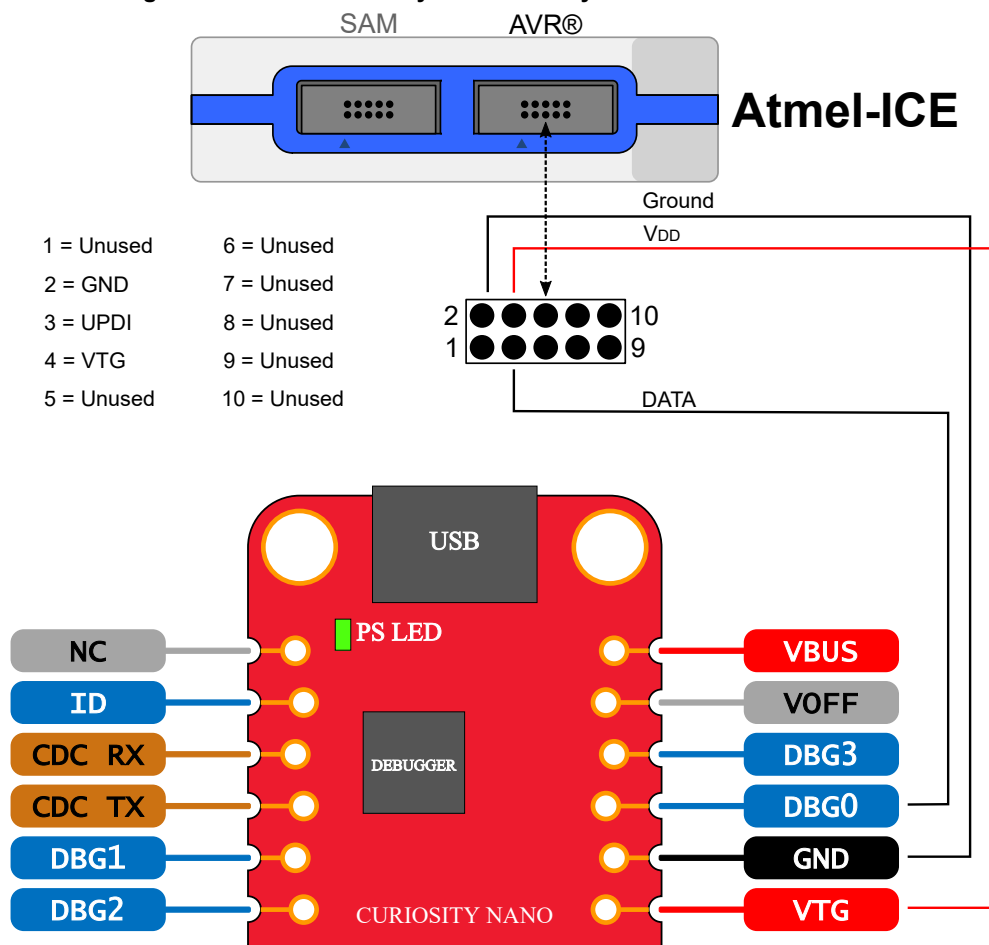 SAM AVR®
Atmel-ICE
Ground
VDD
1 = Unused 6 = Unused
2 = GND 7 = Unused
3 = UPDI 8 = Unused
4 = VTG 9 = Unused
5 = Unused 10 = Unused
2 10
1 9
DATA
USB
PS LED
NC VBUS
ID VOFF
CDC RX DEBUGGER DBG3
CDC TX DBG0
DBG1 GND
DBG2 CURIOSITY NANO VTG